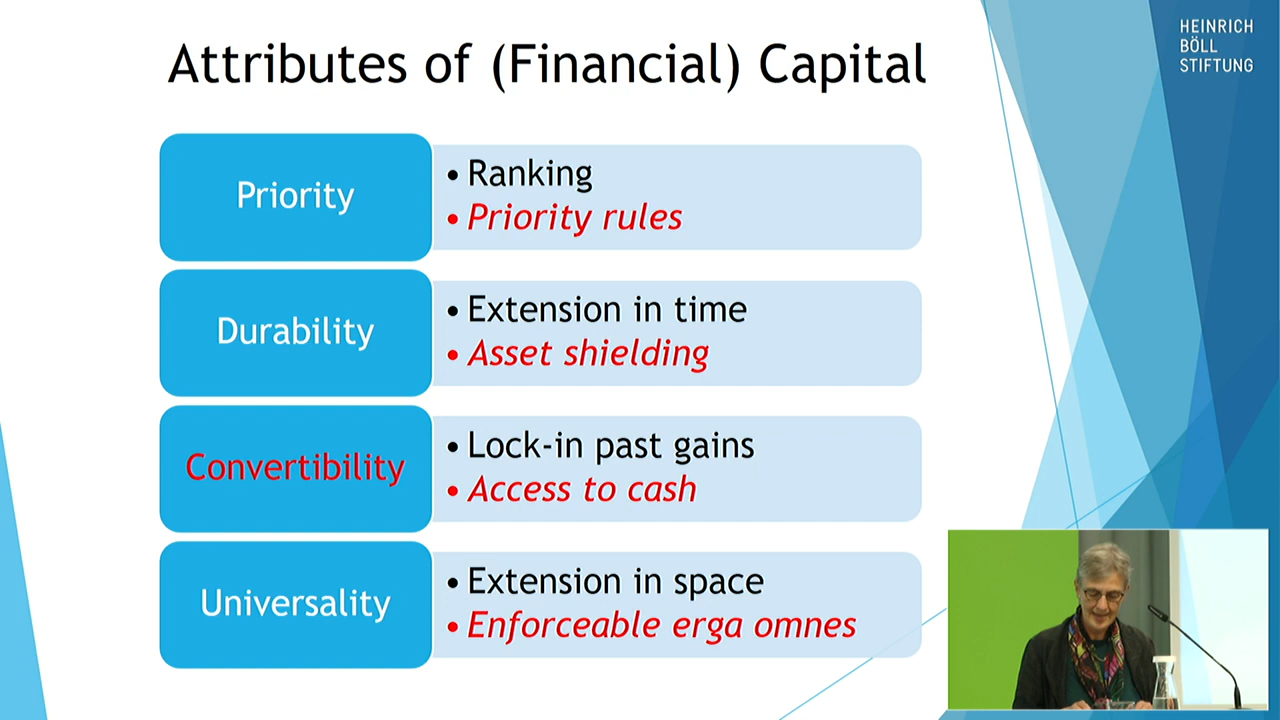 Attributes of (Financial) Capital
HEINRICH
BÖLL
STIFTUNG
Priority
• Ranking
• Priority rules
Durability
• Extension in time
• Asset shielding
Convertibility
• Lock-in past gains
• Access to cash
Universality
• Extension in space
• Enforceable erga omnes